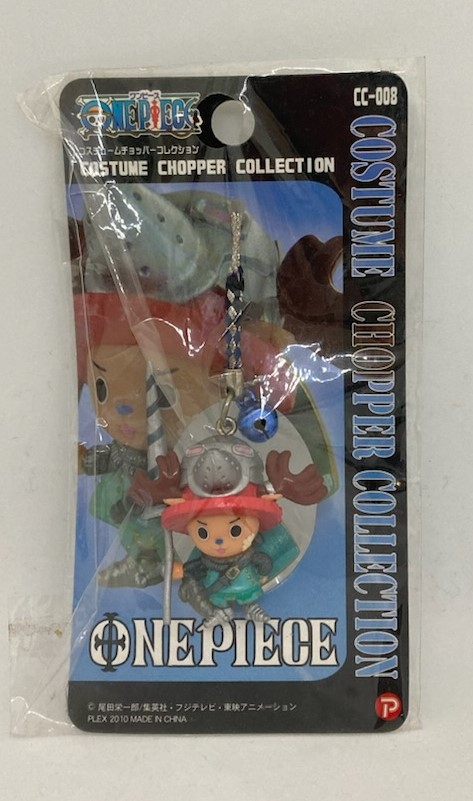 CC-008
ワンピース
ONE PIECE
コスチュームチョッパーコレクション
COSTUME CHOPPER COLLECTION
COSTUME CHOPPER COLLECTION
ONE PIECE
© 尾田栄一郎/集英社・フジテレビ・東映アニメーション
PLEX 2010 MADE IN CHINA
P